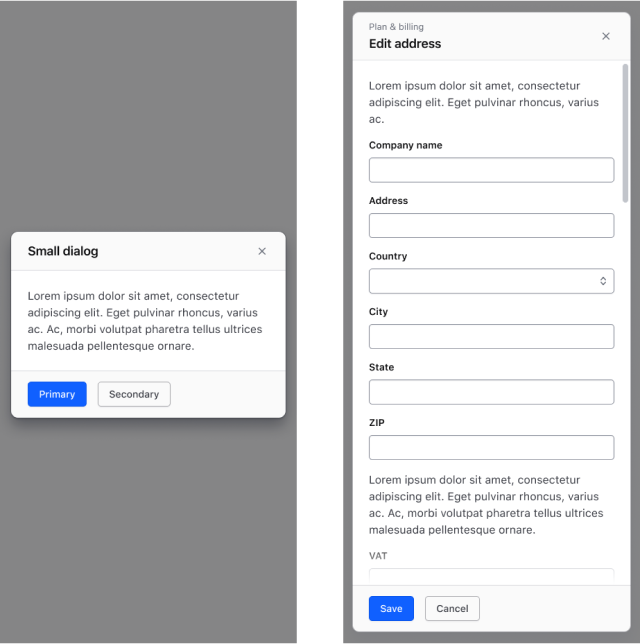 Small dialog
Lorem ipsum dolor sit amet, consectetur
adipiscing elit. Eget pulvinar rhoncus, varius
ac. Ac, morbi volutpat pharetra tellus ultrices
malesuada pellentesque ornare.
Primary
Secondary
Plan & billing
Edit address
Lorem ipsum dolor sit amet, consectetur
adipiscing elit. Eget pulvinar rhoncus, varius
ac.
Company name
Address
Country
City
State
ZIP
Lorem ipsum dolor sit amet, consectetur
adipiscing elit. Eget pulvinar rhoncus, varius
ac. Ac, morbi volutpat pharetra tellus ultrices
malesuada pellentesque ornare.
VAT
Save
Cancel